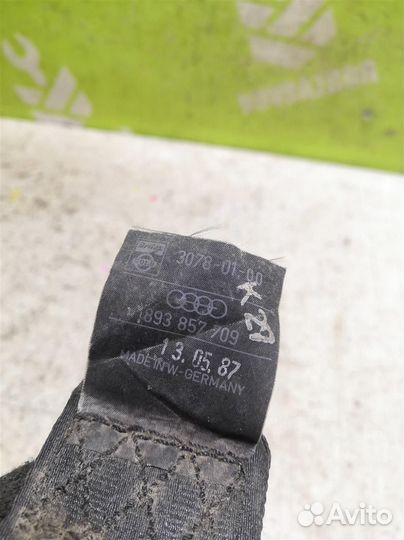 3078-01-00
893 857 709
13.05.87
MADE IN W-GERMANY
Avito